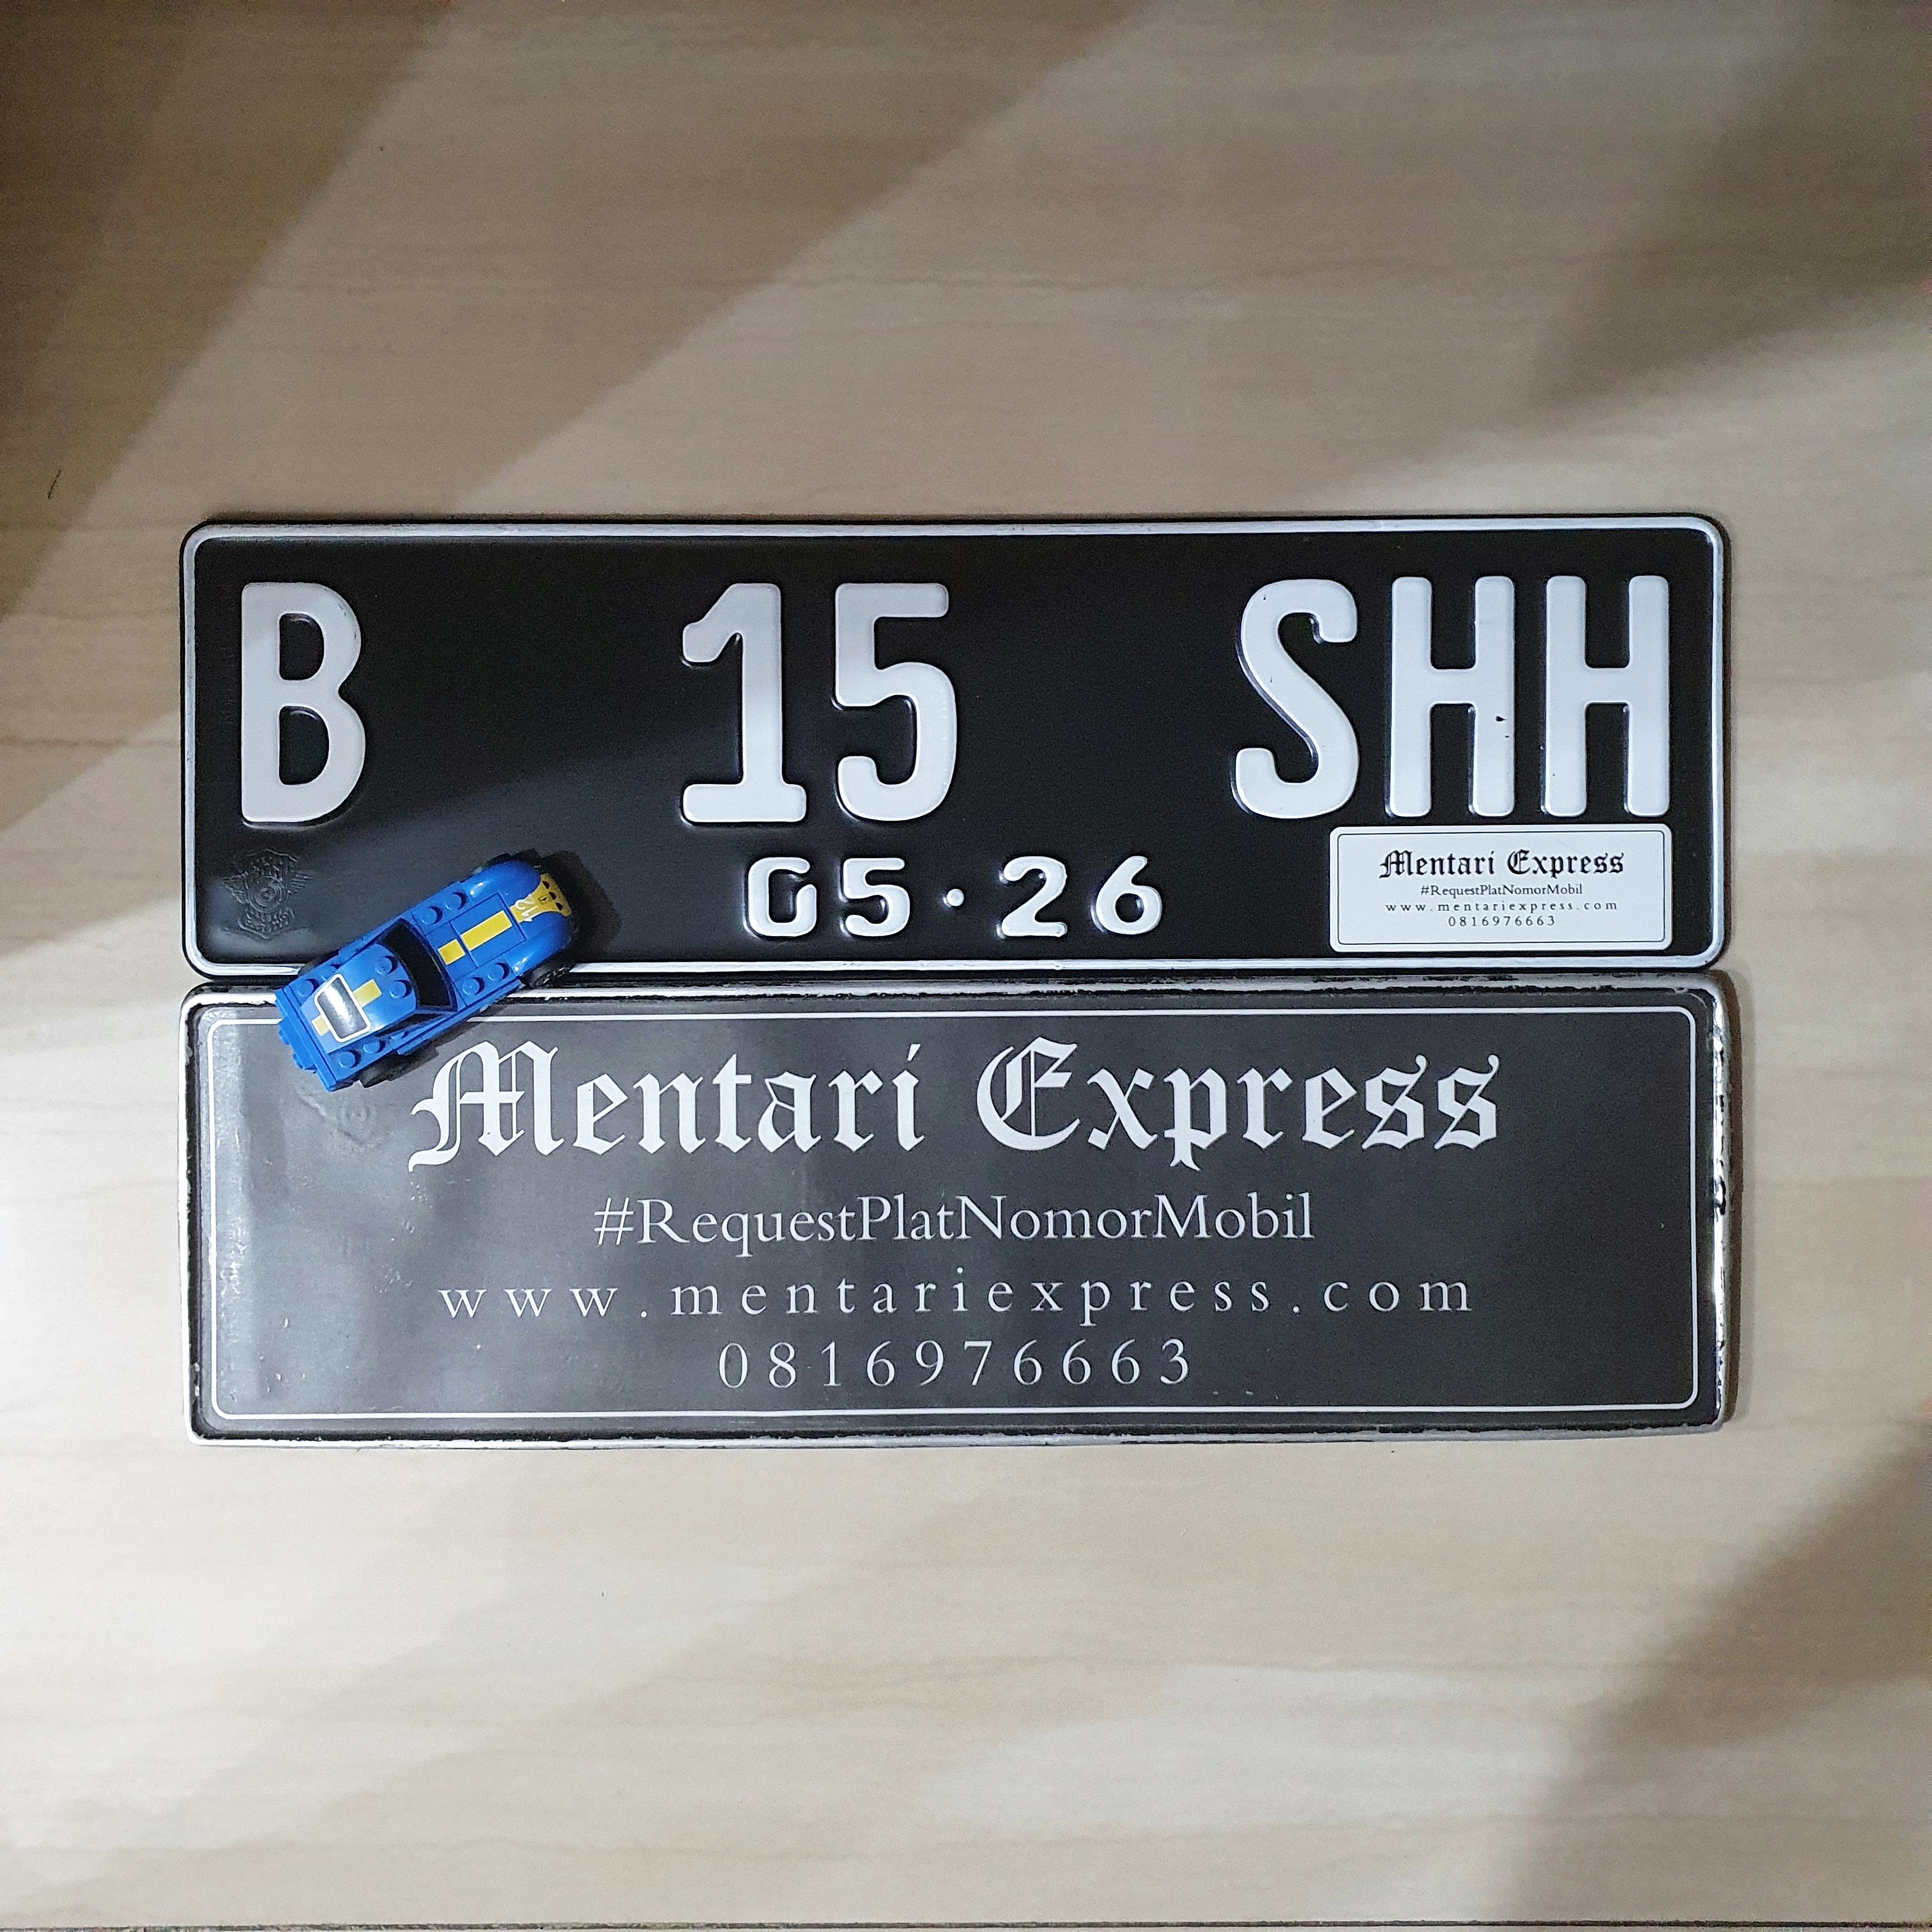 B 15 SHH
05·26
Mentari Express
#RequestPlatNomorMobil
www.mentariexpress.com
0816976663
Mentari Express
#RequestPlatNomorMobil
www.mentariexpress.com
0816976663